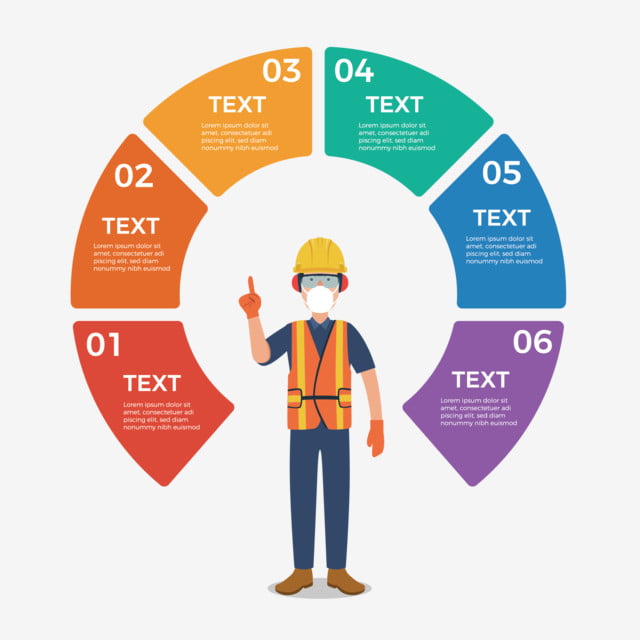 01
TEXT
Lorem ipsum dolor sit
amet, consectetuer adi
piscing elit, sed diam
nonummy nibh euismod
02
TEXT
Lorem ipsum dolor sit
amet, consectetuer adi
piscing elit, sed diam
nonummy nibh euismod
03
TEXT
Lorem ipsum dolor sit
amet, consectetuer adi
piscing elit, sed diam
nonummy nibh euismod
04
TEXT
Lorem ipsum dolor sit
amet, consectetuer adi
piscing elit, sed diam
nonummy nibh euismod
05
TEXT
Lorem ipsum dolor sit
amet, consectetuer adi
piscing elit, sed diam
nonummy nibh euismod
06
TEXT
Lorem ipsum dolor sit
amet, consectetuer adi
piscing elit, sed diam
nonummy nibh euismod